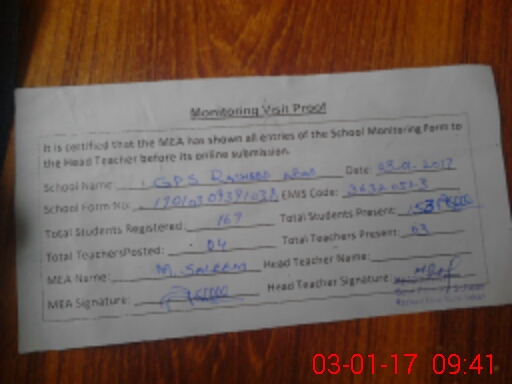 Monitoring Visit Proof
It is certified that the MEA has shown all entries of the School Monitoring Form to
the Head Teacher before its online submission.
School Name: GPS Rasheed Abad Date: 03-01-2017
School Form No: EMIS Code:
Total Students Registered: 167 Total Students Present: 153
Total TeachersPosted: 04 Total Teachers Present: 03
MEA Name: M. Saleem Head Teacher Name:
MEA Signature: Head Teacher Signature:
03-01-17 09:41